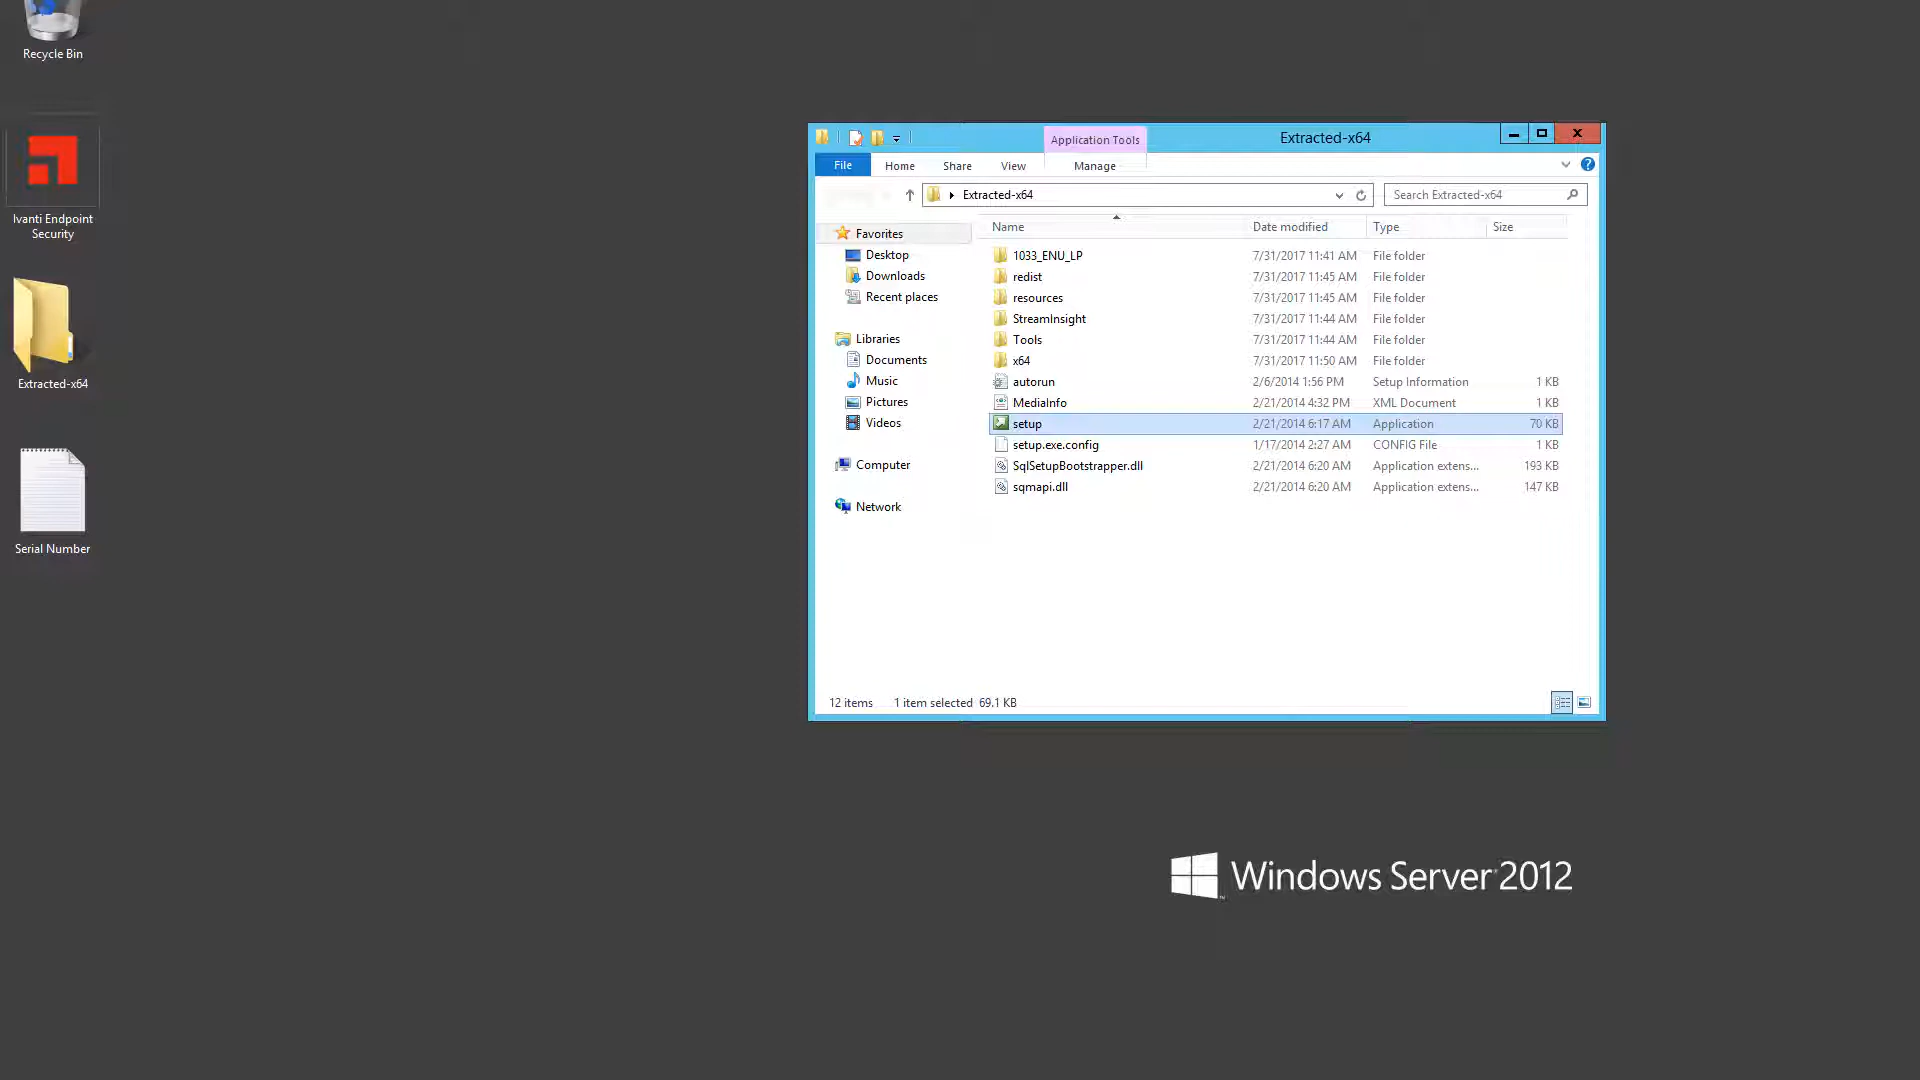 Recycle Bin
Ivanti Endpoint
Security
Extracted-x64
Serial Number
Application Tools
Extracted-x64
File
Home
Share
View
Manage
Extracted-x64
Search Extracted-x64
Favorites
Desktop
Downloads
Recent places
Libraries
Documents
Music
Pictures
Videos
Computer
Network
Name Date modified Type Size
1033_ENU_LP 7/31/2017 11:41 AM File folder
redist 7/31/2017 11:45 AM File folder
resources 7/31/2017 11:45 AM File folder
StreamInsight 7/31/2017 11:44 AM File folder
Tools 7/31/2017 11:44 AM File folder
x64 7/31/2017 11:50 AM File folder
autorun 2/6/2014 1:56 PM Setup Information 1 KB
MediaInfo 2/21/2014 4:32 PM XML Document 1 KB
setup 2/21/2014 6:17 AM Application 70 KB
setup.exe.config 1/17/2014 2:27 AM CONFIG File 1 KB
SqlSetupBootstrapper.dll 2/21/2014 6:20 AM Application extens... 193 KB
sqmapi.dll 2/21/2014 6:20 AM Application extens... 147 KB
12 items 1 item selected 69.1 KB
Windows Server 2012